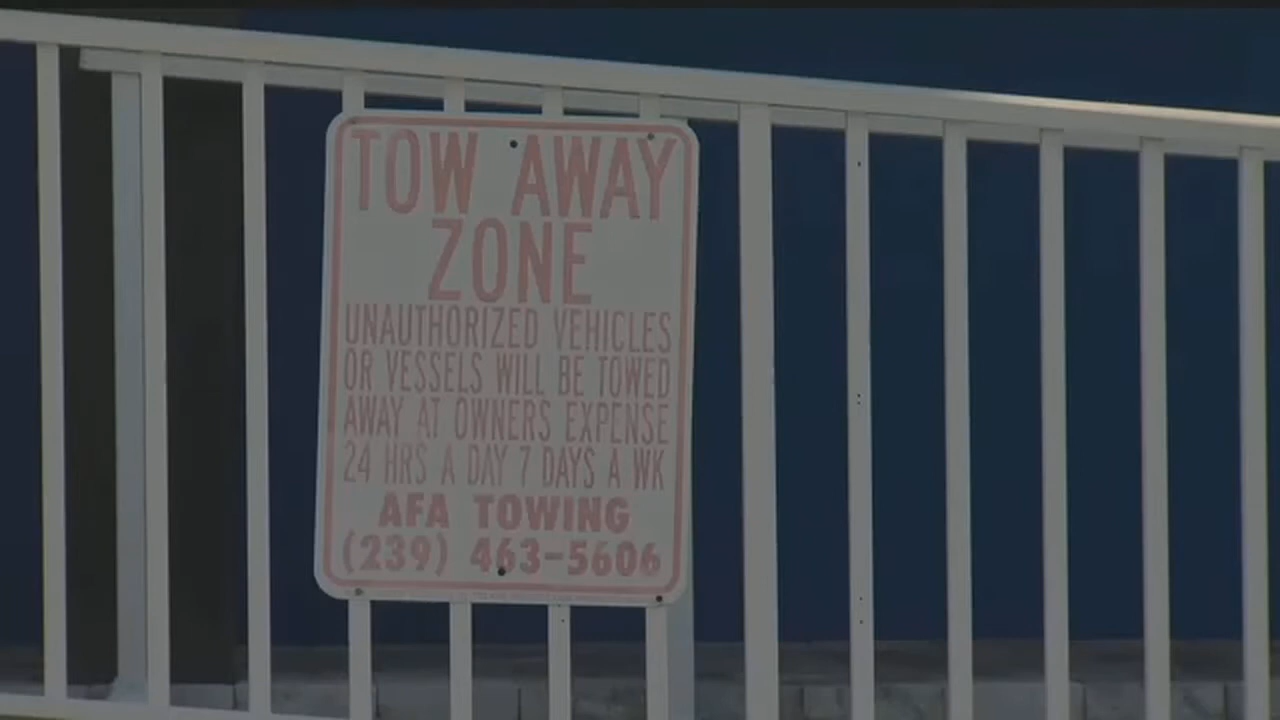 TOW AWAY
ZONE
UNAUTHORIZED VEHICLES
OR VESSELS WILL BE TOWED
AWAY AT OWNERS EXPENSE
24 HRS A DAY 7 DAYS A WK
AFA TOWING
(239) 463-5606